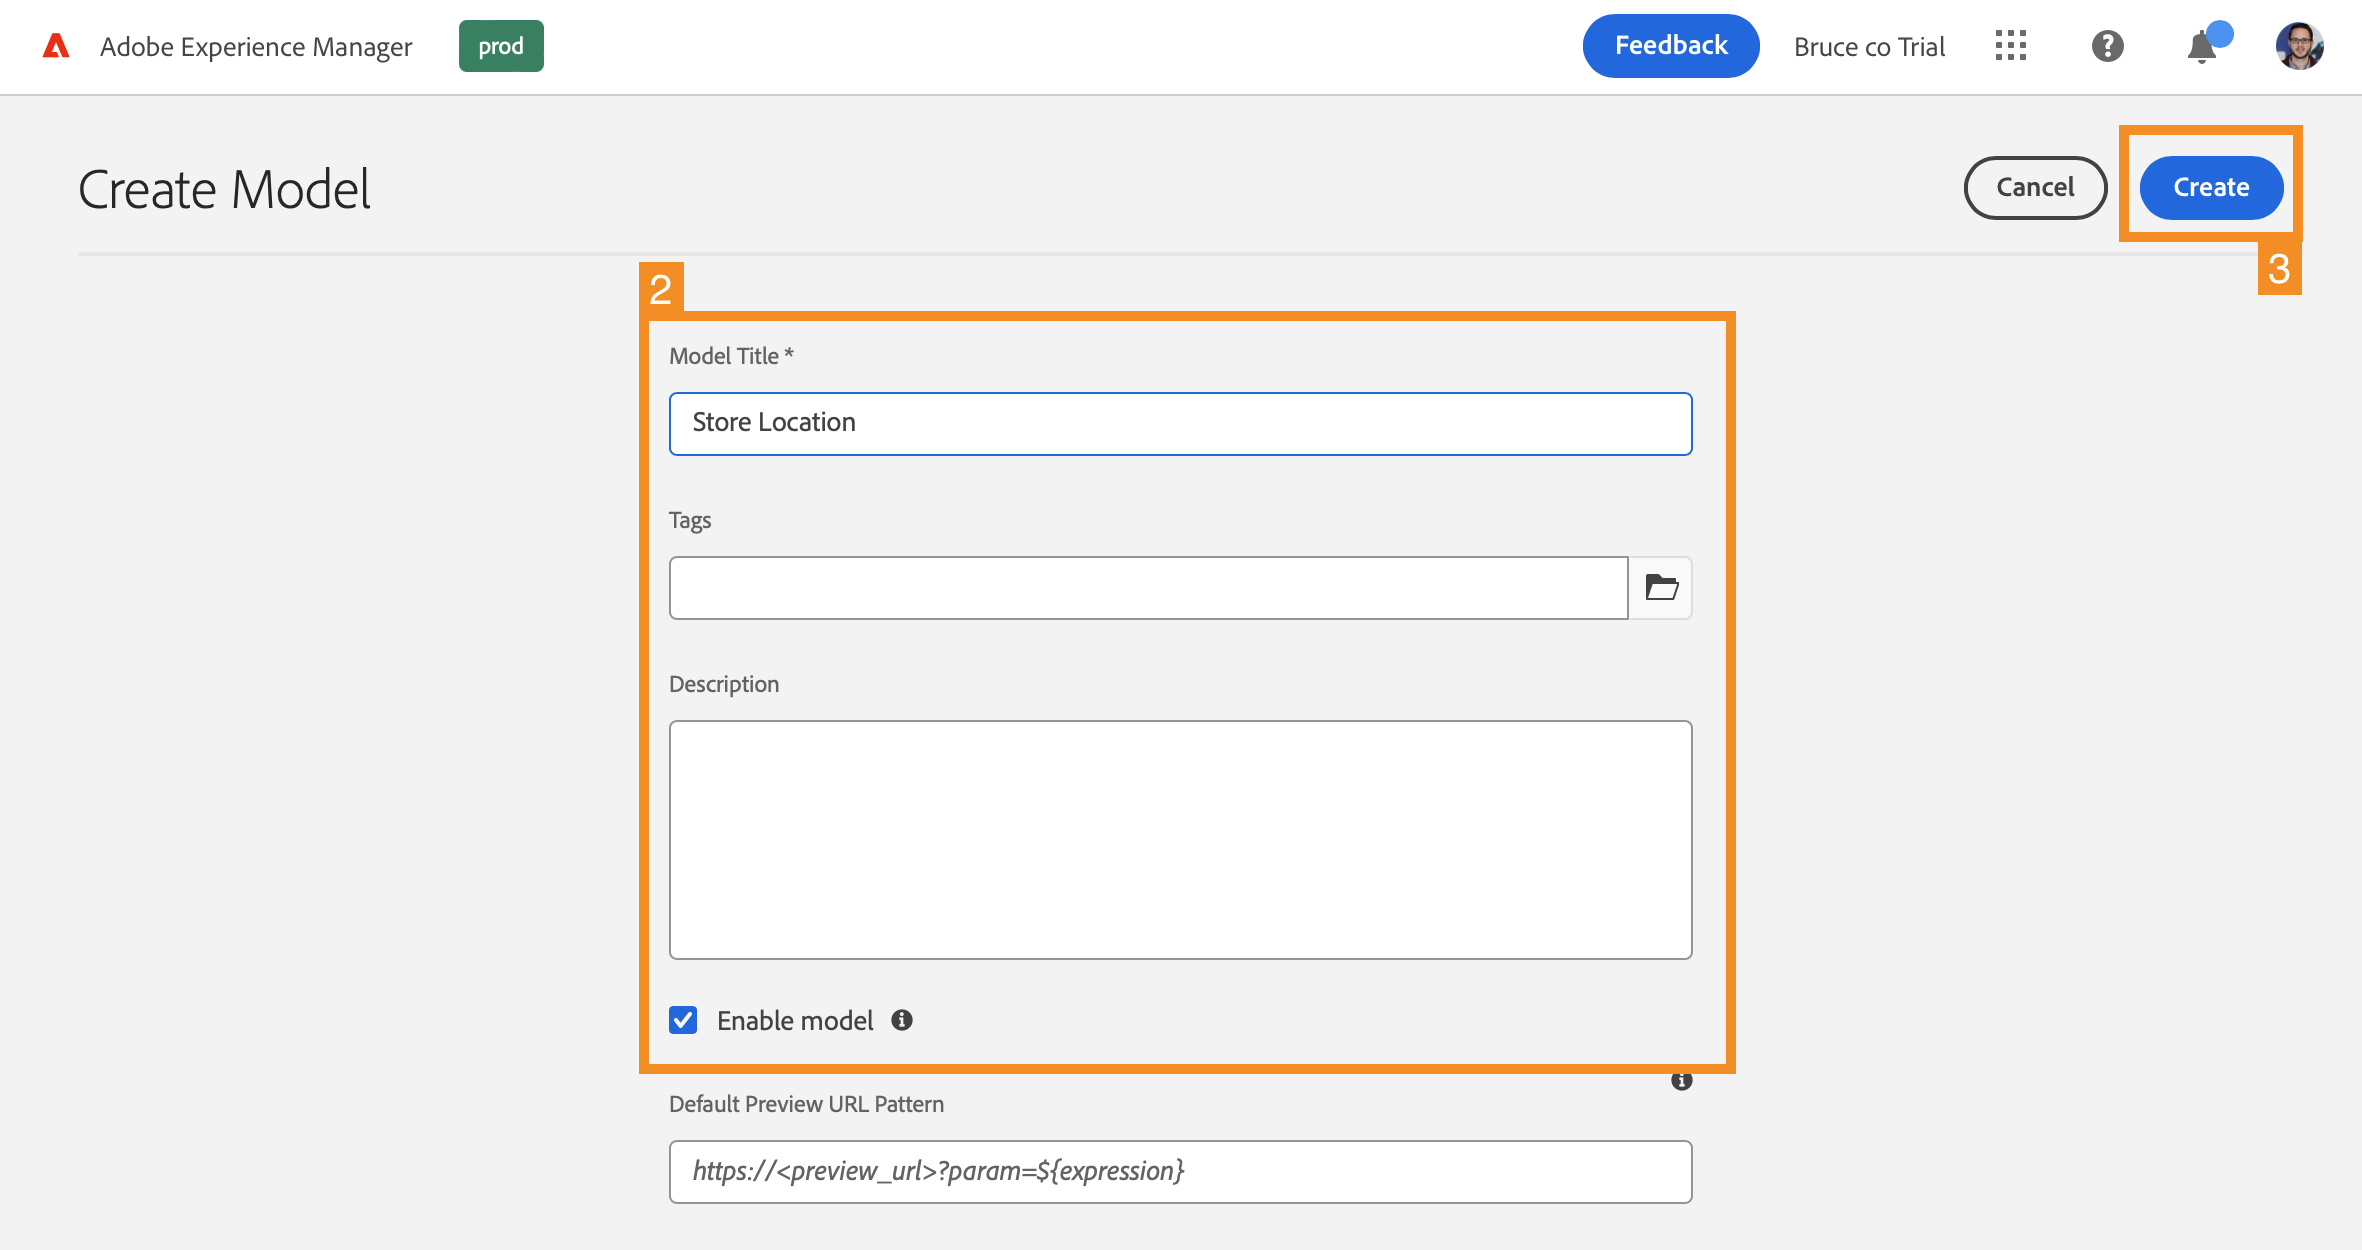 Adobe Experience Manager prod Feedback Bruce co Trial
Create Model Cancel Create
3
2
Model Title *
Store Location
Tags
Description
Enable model
Default Preview URL Pattern
https://<preview_url>?param=${expression}